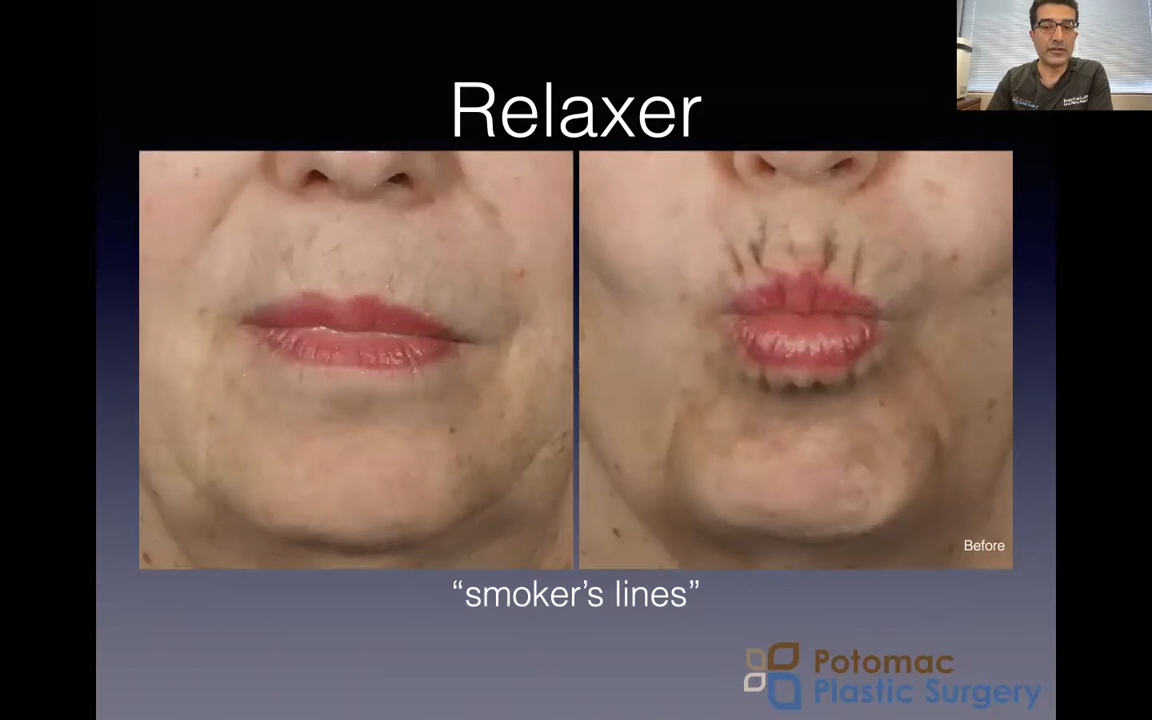 Relaxer
Before
“smoker’s lines”
Potomac
Plastic Surgery